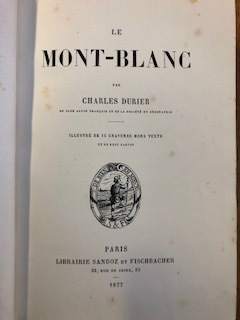 LE
MONT-BLANC
PAR
CHARLES DURIER
DU CLUB ALPIN FRANÇAIS ET DE LA SOCIÉTÉ DE GÉOGRAPHIE
ILLUSTRÉ DE 15 GRAVURES HORS TEXTE
ET DE DEUX CARTES
PARIS
LIBRAIRIE SANDOZ ET FISCHBACHER
33, RUE DE SEINE, 33
1877